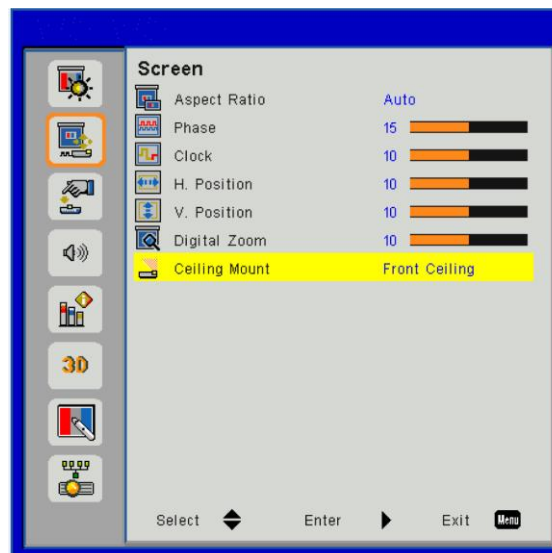 Screen
Aspect Ratio Auto
Phase 15
Clock 10
H. Position 10
V. Position 10
Digital Zoom 10
Ceiling Mount Front Ceiling
3D
Select Enter Exit Menu